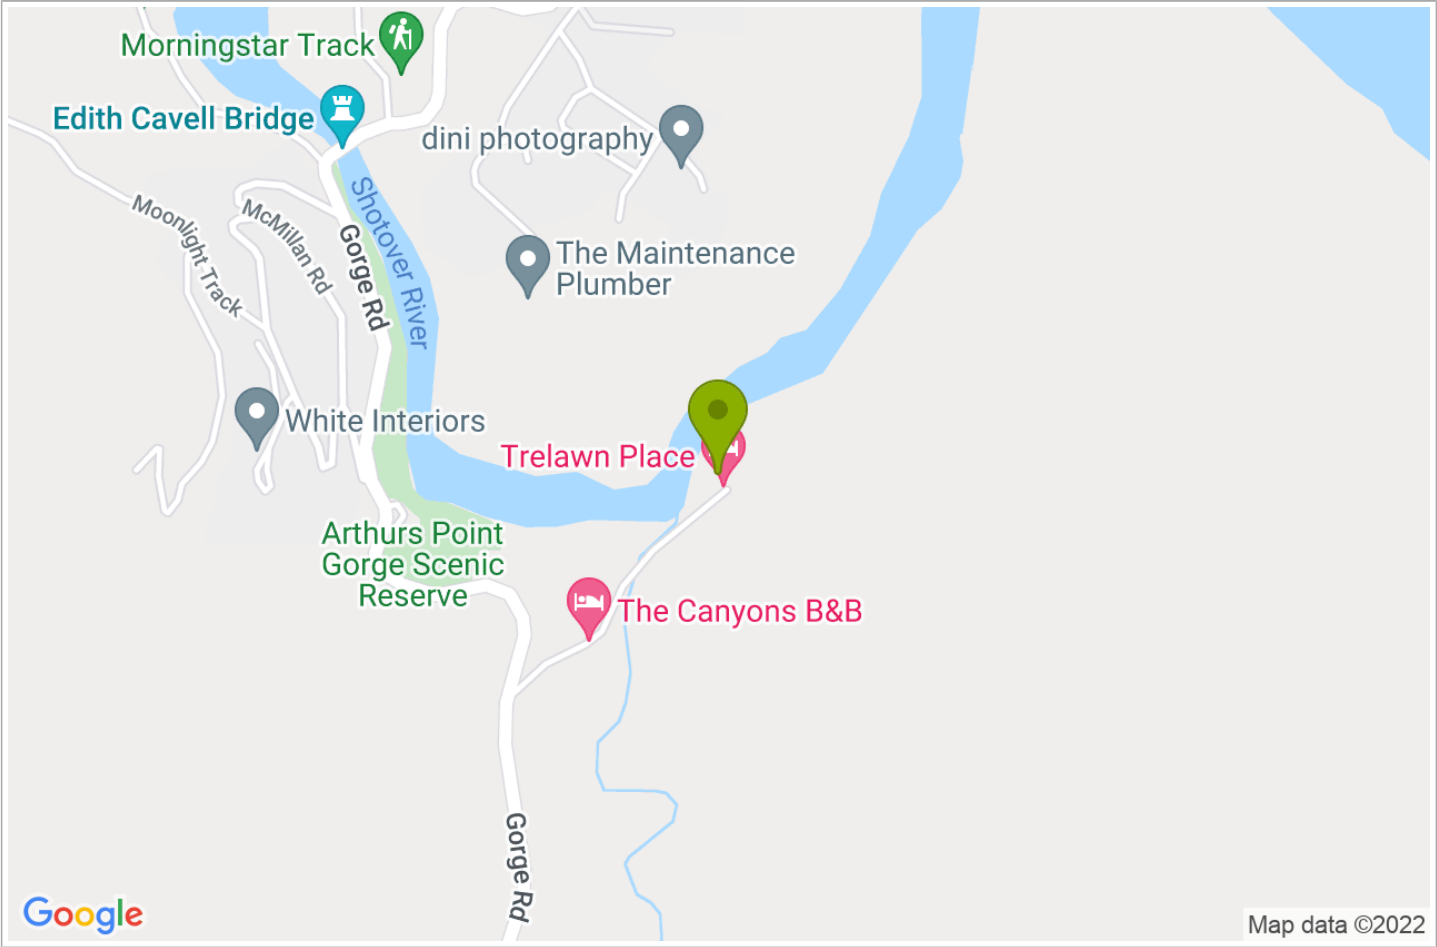 Morningstar Track
Edith Cavell Bridge
dini photography
Shotover River
Moonlight Track
McMillan Rd
Gorge Rd
The Maintenance
Plumber
White Interiors
Trelawn Place
Arthurs Point
Gorge Scenic
Reserve
The Canyons B&B
Gorge Rd
Google
Map data ©2022